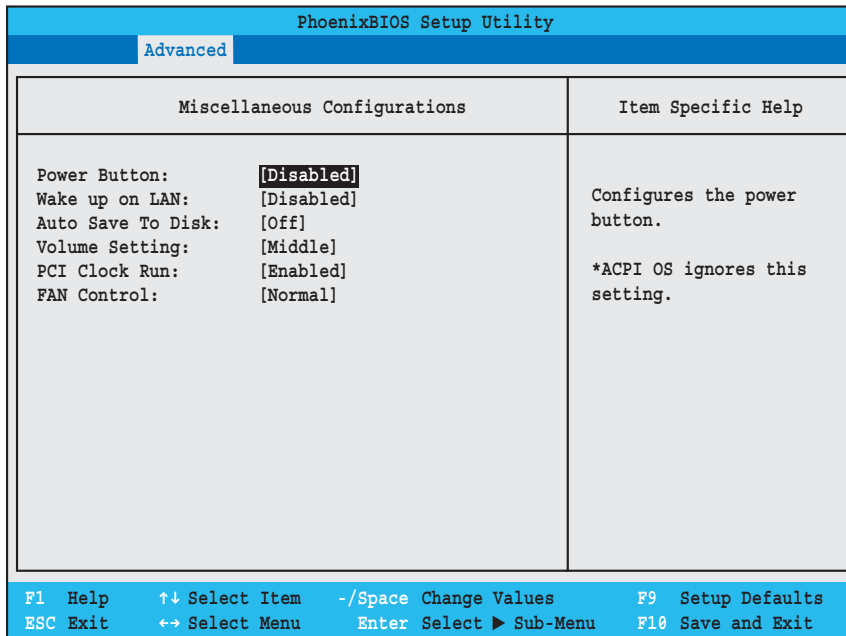 PhoenixBIOS Setup Utility
Advanced
Miscellaneous Configurations
Item Specific Help
Power Button: [Disabled]
Wake up on LAN: [Disabled]
Auto Save To Disk: [Off]
Volume Setting: [Middle]
PCI Clock Run: [Enabled]
FAN Control: [Normal]
Configures the power
button.
*ACPI OS ignores this
setting.
F1 Help ↑↓ Select Item -/Space Change Values F9 Setup Defaults
ESC Exit ←→ Select Menu Enter Select ▶ Sub-Menu F10 Save and Exit